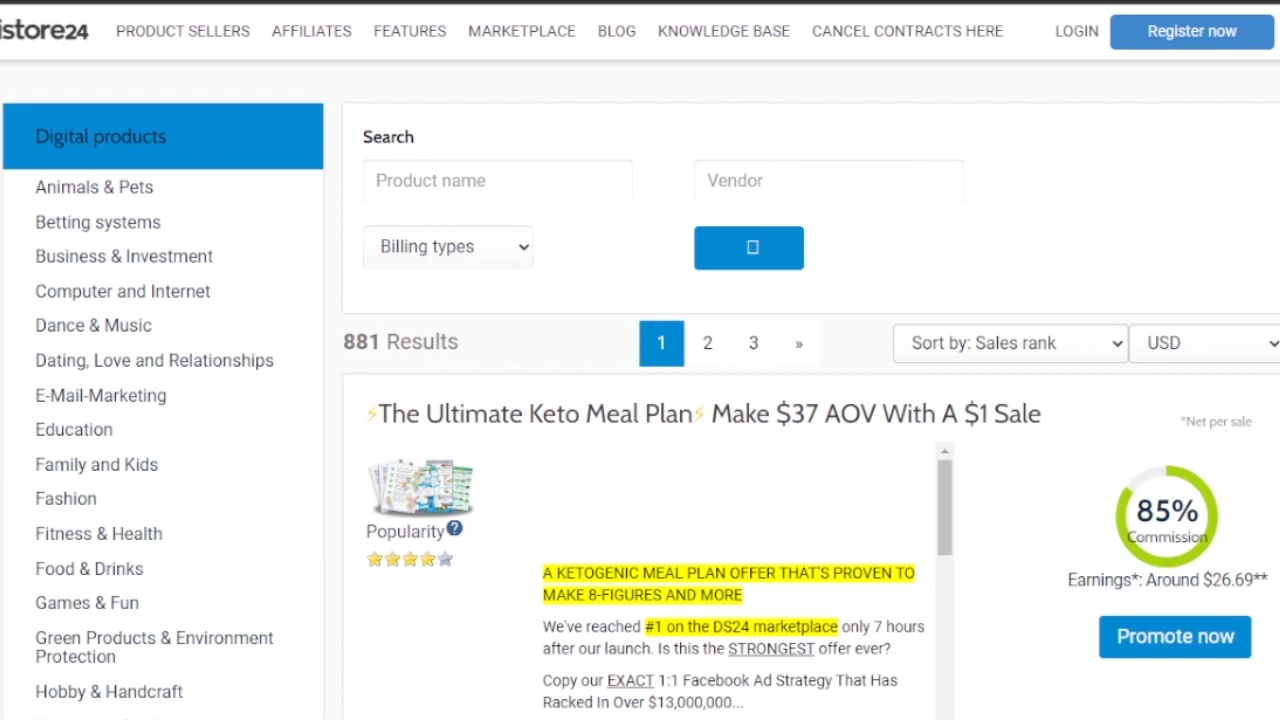 istore24 PRODUCT SELLERS AFFILIATES FEATURES MARKETPLACE BLOG KNOWLEDGE BASE CANCEL CONTRACTS HERE LOGIN Register now
Digital products
Animals & Pets
Betting systems
Business & Investment
Computer and Internet
Dance & Music
Dating, Love and Relationships
E-Mail-Marketing
Education
Family and Kids
Fashion
Fitness & Health
Food & Drinks
Games & Fun
Green Products & Environment
Protection
Hobby & Handcraft
Search
Product name Vendor
Billing types
881 Results 1 2 3 » Sort by: Sales rank USD
⚡The Ultimate Keto Meal Plan⚡ Make $37 AOV With A $1 Sale
*Net per sale
Popularity?
A KETOGENIC MEAL PLAN OFFER THAT'S PROVEN TO
MAKE 8-FIGURES AND MORE
We've reached #1 on the DS24 marketplace only 7 hours
after our launch. Is this the STRONGEST offer ever?
Copy our EXACT 1:1 Facebook Ad Strategy That Has
Racked In Over $13,000,000...
85%
Commission
Earnings*: Around $26.69**
Promote now